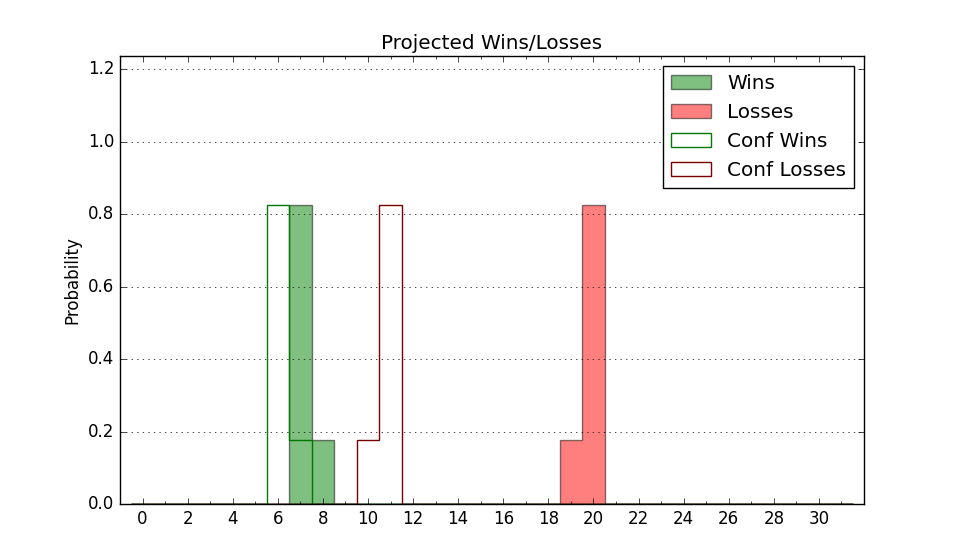 Projected Wins/Losses
1.2
1.0
0.8
0.6
0.4
0.2
0.0
Probability
Wins
Losses
Conf Wins
Conf Losses
0 2 4 6 8 10 12 14 16 18 20 22 24 26 28 30